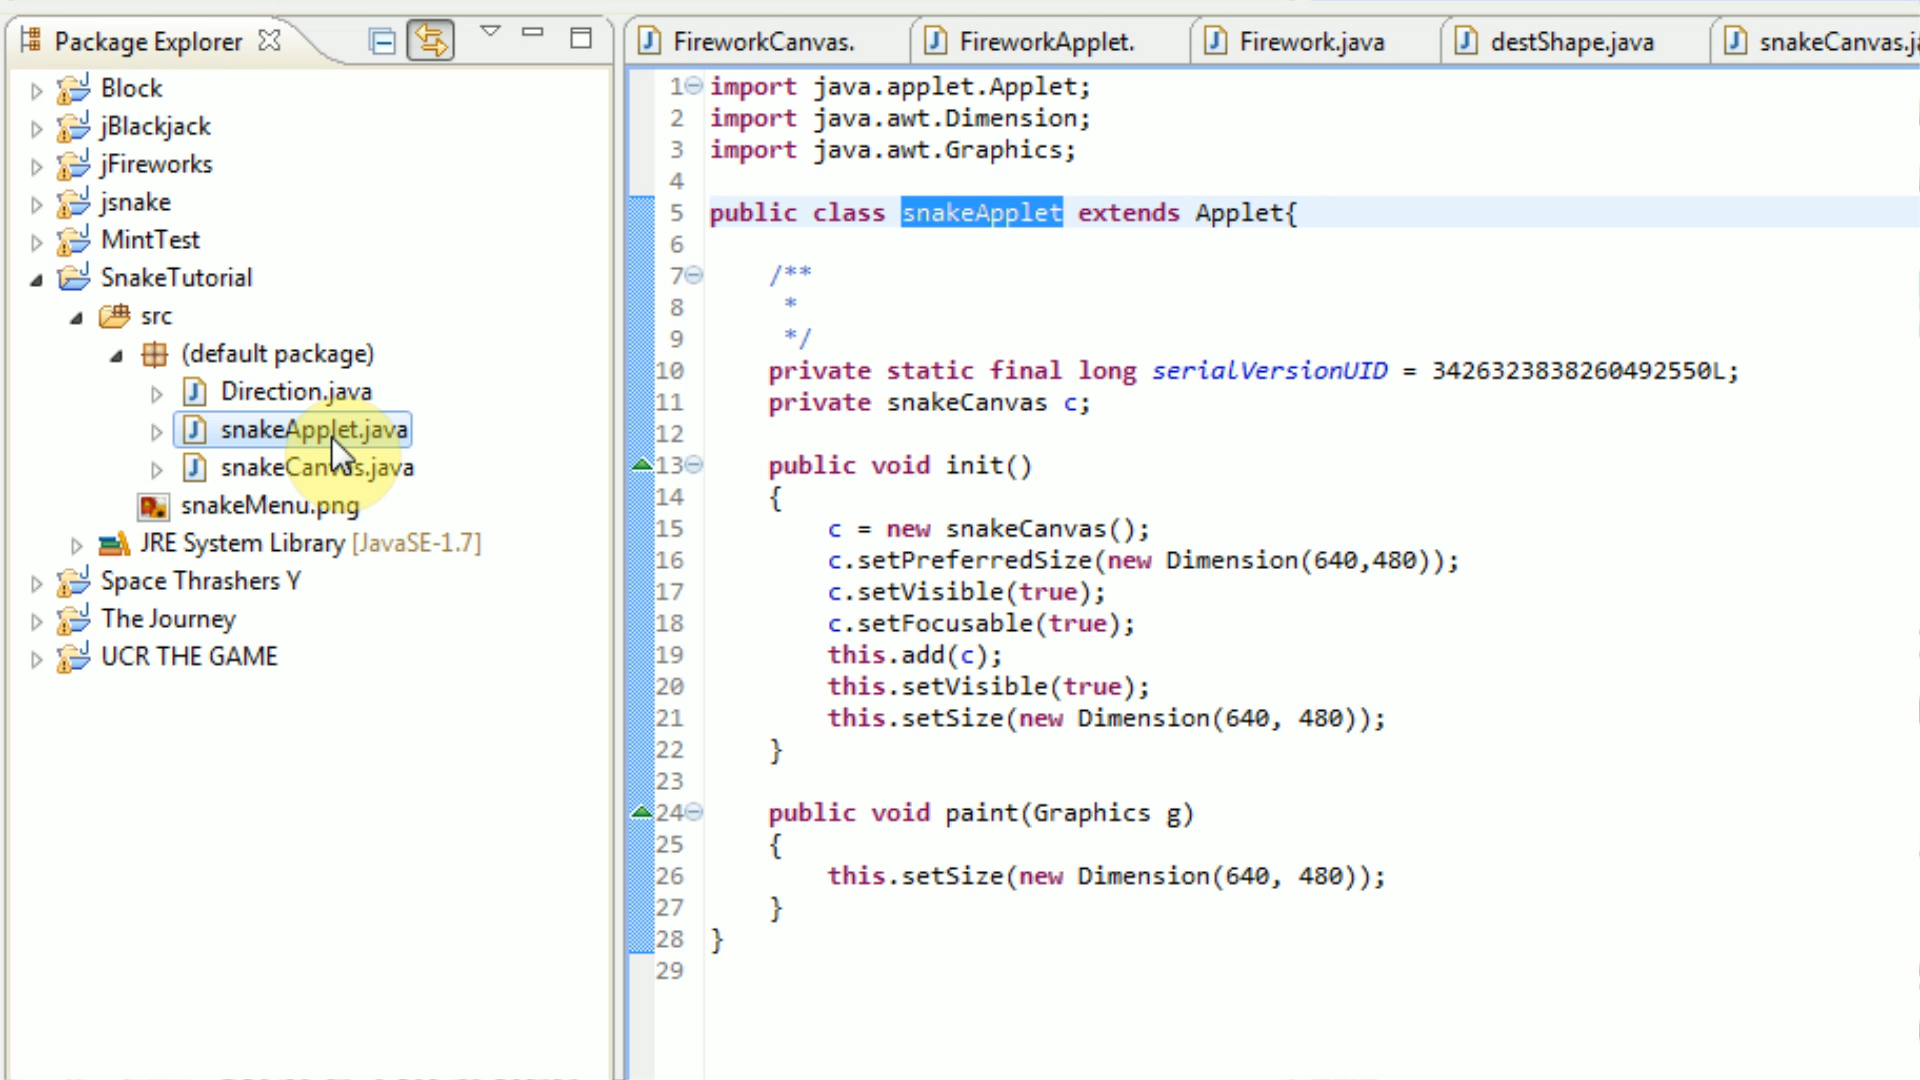 Package Explorer
Block
jBlackjack
jFireworks
jsnake
MintTest
SnakeTutorial
src
(default package)
Direction.java
snakeApplet.java
snakeCanvas.java
snakeMenu.png
JRE System Library [JavaSE-1.7]
Space Thrashers Y
The Journey
UCR THE GAME
FireworkCanvas. FireworkApplet. Firework.java destShape.java snakeCanvas.ja
1 import java.applet.Applet;
2 import java.awt.Dimension;
3 import java.awt.Graphics;
4
5 public class snakeApplet extends Applet{
6
7 /**
8 *
9 */
10 private static final long serialVersionUID = 3426323838260492550L;
11 private snakeCanvas c;
12
13 public void init()
14 {
15 c = new snakeCanvas();
16 c.setPreferredSize(new Dimension(640,480));
17 c.setVisible(true);
18 c.setFocusable(true);
19 this.add(c);
20 this.setVisible(true);
21 this.setSize(new Dimension(640, 480));
22 }
23
24 public void paint(Graphics g)
25 {
26 this.setSize(new Dimension(640, 480));
27 }
28 }
29